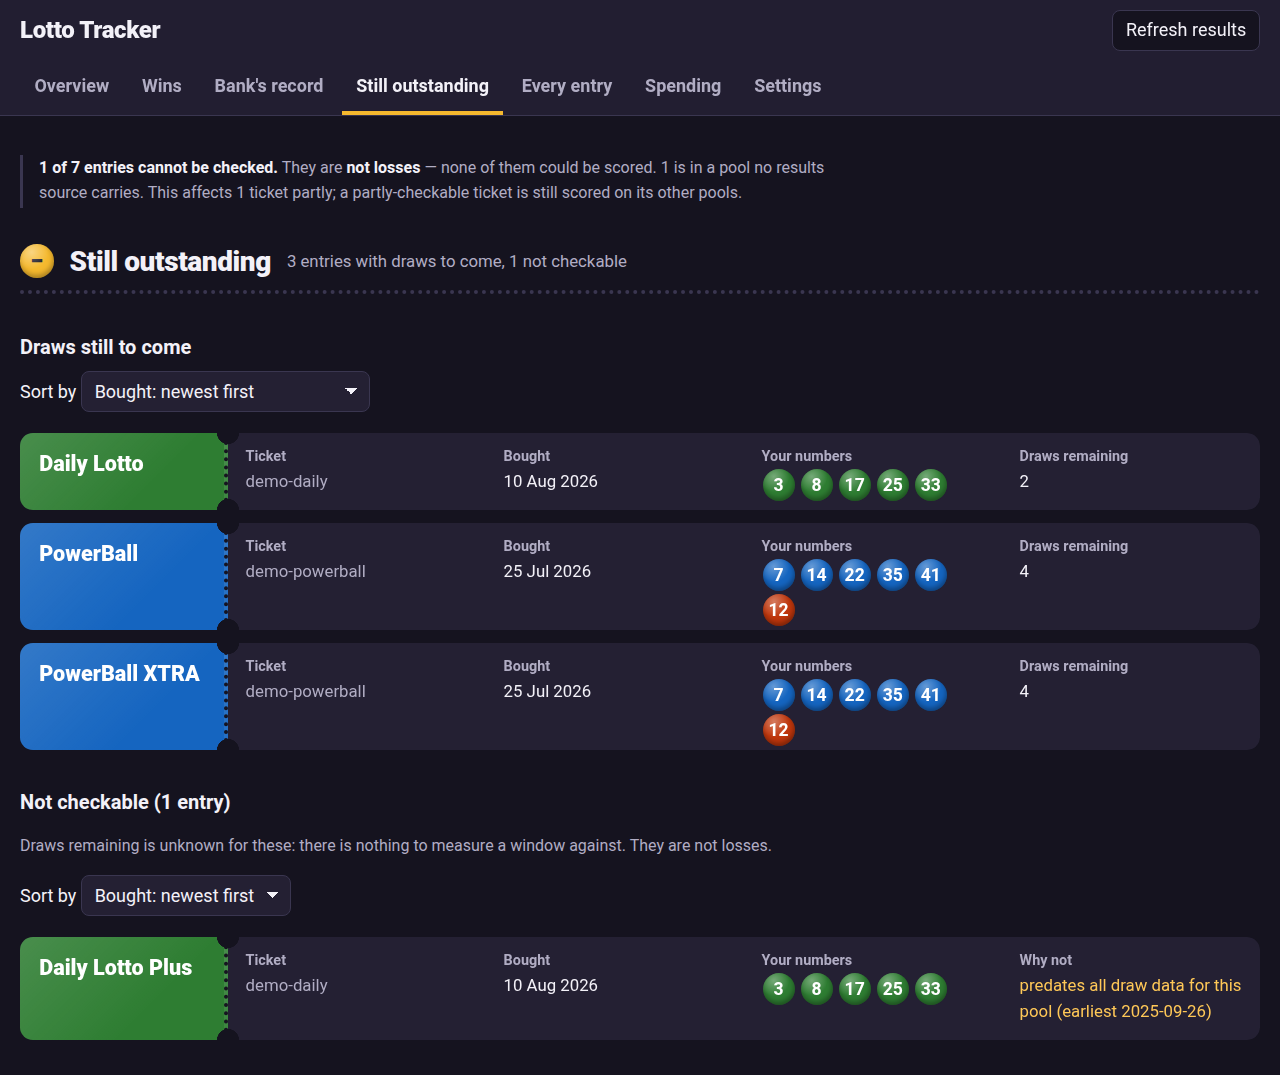 Lotto Tracker
Refresh results
Overview Wins Bank's record Still outstanding Every entry Spending Settings
1 of 7 entries cannot be checked. They are not losses — none of them could be scored. 1 is in a pool no results
source carries. This affects 1 ticket partly; a partly-checkable ticket is still scored on its other pools.
Still outstanding 3 entries with draws to come, 1 not checkable
Draws still to come
Sort by Bought: newest first
Daily Lotto
Ticket Bought Your numbers Draws remaining
demo-daily 10 Aug 2026 3 8 17 25 33 2
PowerBall
Ticket Bought Your numbers Draws remaining
demo-powerball 25 Jul 2026 7 14 22 35 41 4
12
PowerBall XTRA
Ticket Bought Your numbers Draws remaining
demo-powerball 25 Jul 2026 7 14 22 35 41 4
12
Not checkable (1 entry)
Draws remaining is unknown for these: there is nothing to measure a window against. They are not losses.
Sort by Bought: newest first
Daily Lotto Plus
Ticket Bought Your numbers Why not
demo-daily 10 Aug 2026 3 8 17 25 33 predates all draw data for this
pool (earliest 2025-09-26)